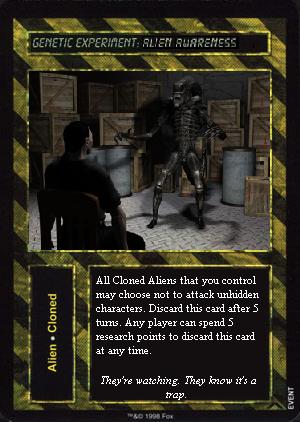 GENETIC EXPERIMENT: ALIEN AWARENESS
All Cloned Aliens that you control
may choose not to attack unhidden
characters. Discard this card after 5
turns. Any player can spend 5
research points to discard this card
at any time.
They're watching. They know it's a
trap.
Alien • Cloned
EVENT
™&© 1998 Fox